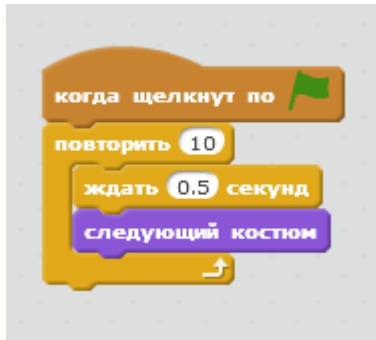 когда щелкнут по
повторить 10
ждать 0.5 секунд
следующий костюм